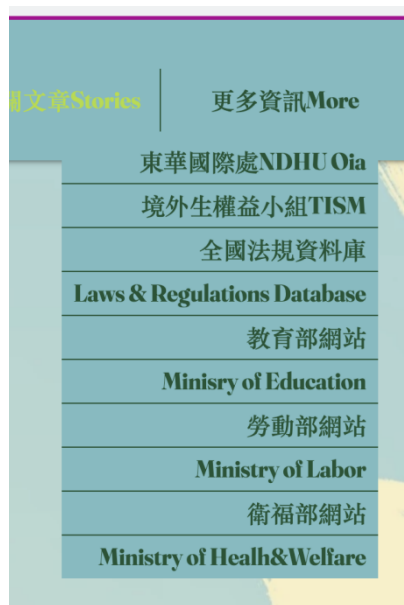 文章Stories
更多資訊More
東華國際處NDHU Oia
境外生權益小組TISM
全國法規資料庫
Laws & Regulations Database
教育部網站
Minisry of Education
勞動部網站
Ministry of Labor
衛福部網站
Ministry of Healh&Welfare